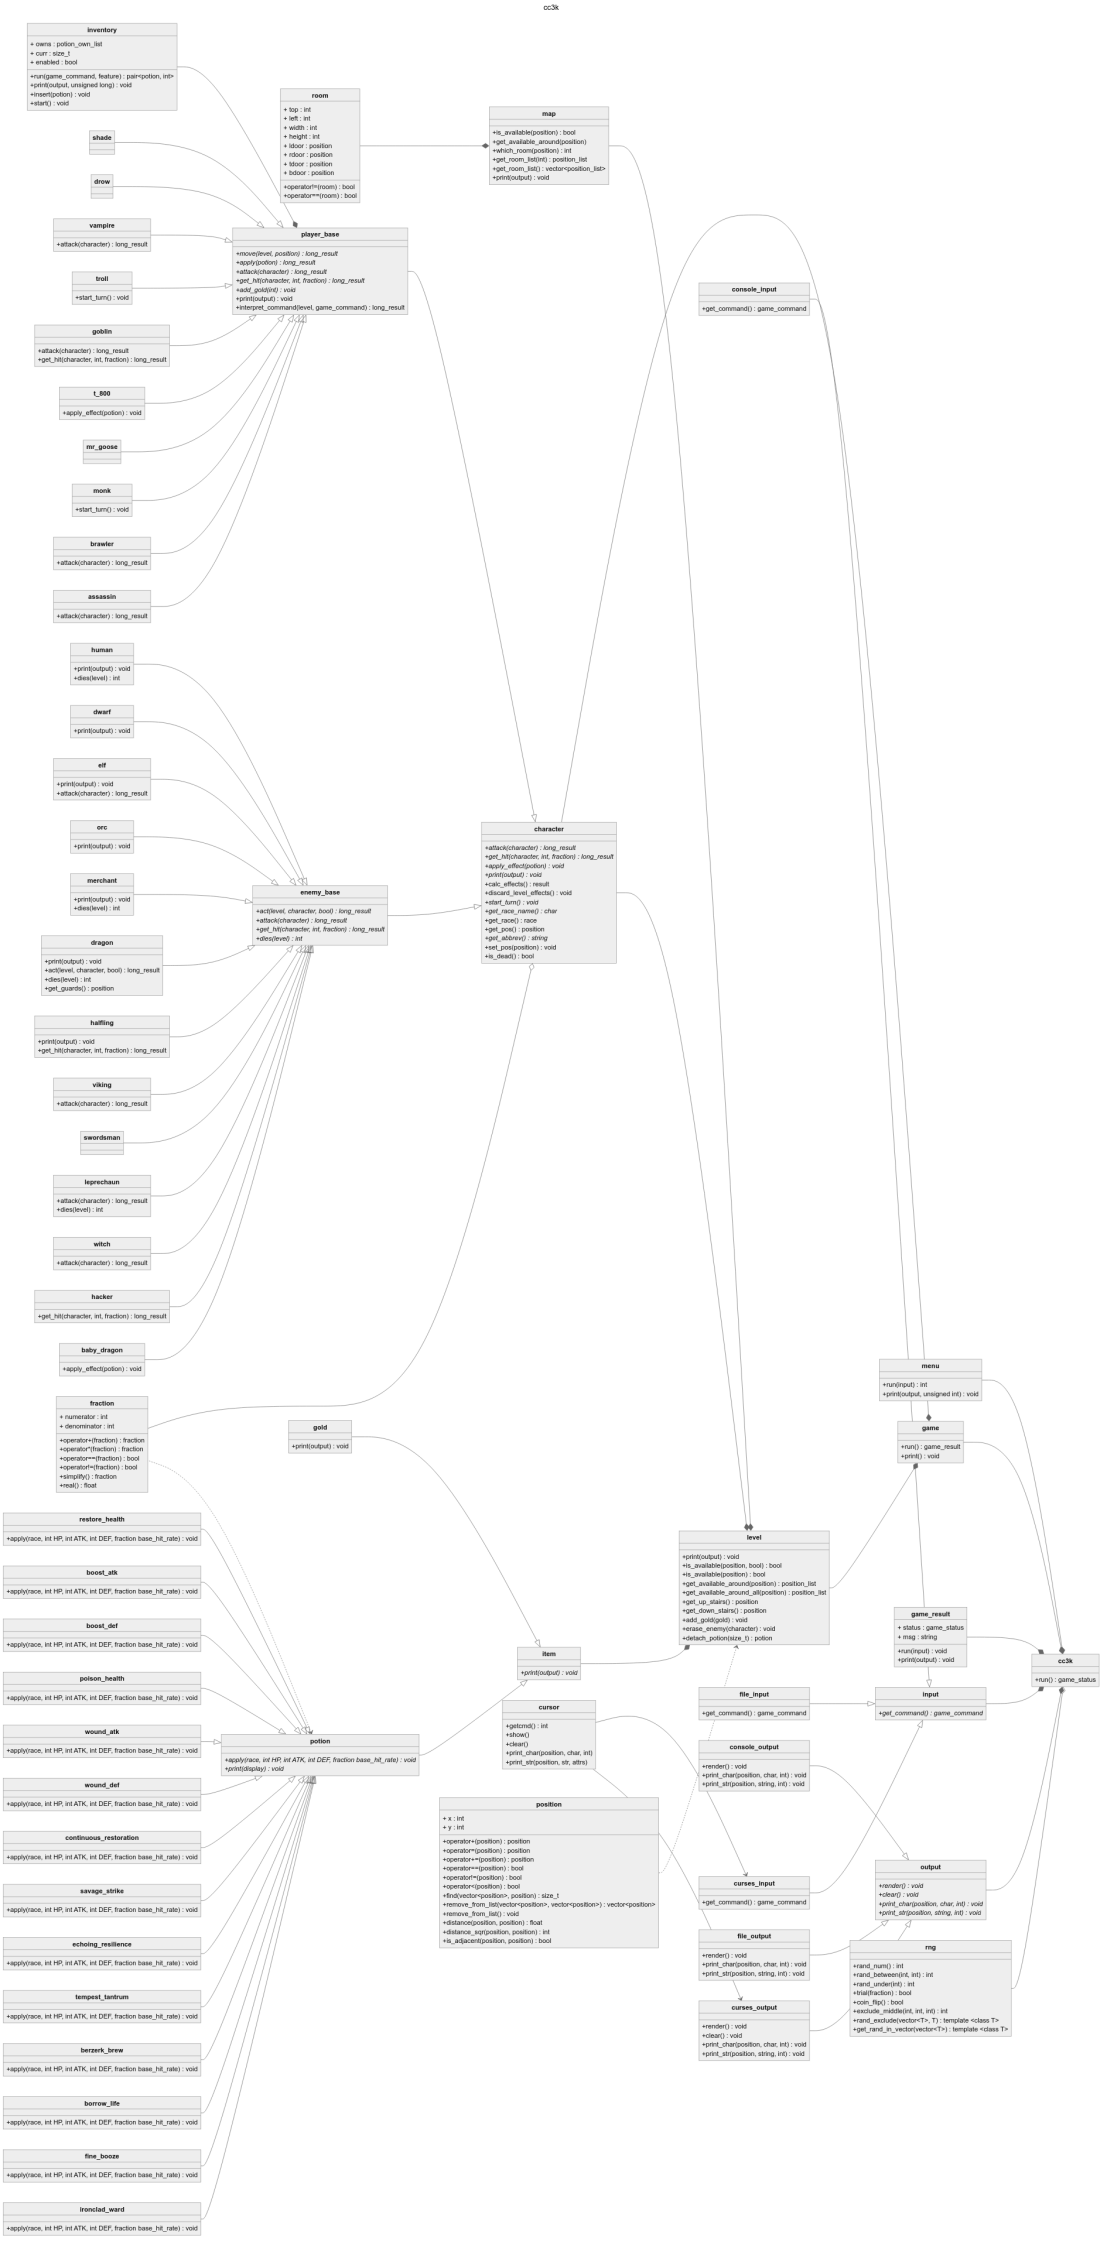 cc3k
inventory
+ owns : potion_own_list
+ curr : size_t
+ enabled : bool
+run(game_command, feature) : pair<potion, int>
+print(output, unsigned long) : void
+insert(potion) : void
+start() : void
room
+ top : int
+ left : int
+ width : int
+ height : int
+ ldoor : position
+ rdoor : position
+ tdoor : position
+ bdoor : position
+operator!=(room) : bool
+operator==(room) : bool
map
+is_available(position) : bool
+get_available_around(position)
+which_room(position) : int
+get_room_list(int) : position_list
+get_room_list() : vector<position_list>
+print(output) : void
shade
drow
vampire
+attack(character) : long_result
troll
+start_turn() : void
goblin
+attack(character) : long_result
+get_hit(character, int, fraction) : long_result
t_800
+apply_effect(potion) : void
mr_goose
monk
+start_turn() : void
brawler
+attack(character) : long_result
assassin
+attack(character) : long_result
player_base
+move(level, position) : long_result
+apply(potion) : long_result
+attack(character) : long_result
+get_hit(character, int, fraction) : long_result
+add_gold(int) : void
+print(output) : void
+interpret_command(level, game_command) : long_result
console_input
+get_command() : game_command
human
+print(output) : void
+dies(level) : int
dwarf
+print(output) : void
elf
+print(output) : void
+attack(character) : long_result
orc
+print(output) : void
merchant
+print(output) : void
+dies(level) : int
dragon
+print(output) : void
+act(level, character, bool) : long_result
+dies(level) : int
+get_guards() : position
halfling
+print(output) : void
+get_hit(character, int, fraction) : long_result
viking
+attack(character) : long_result
swordsman
leprechaun
+attack(character) : long_result
+dies(level) : int
witch
+attack(character) : long_result
hacker
+get_hit(character, int, fraction) : long_result
baby_dragon
+apply_effect(potion) : void
enemy_base
+act(level, character, bool) : long_result
+attack(character) : long_result
+get_hit(character, int, fraction) : long_result
+dies(level) : int
character
+attack(character) : long_result
+get_hit(character, int, fraction) : long_result
+apply_effect(potion) : void
+print(output) : void
+calc_effects() : result
+discard_level_effects() : void
+start_turn() : void
+get_race_name() : char
+get_race() : race
+get_pos() : position
+get_abbrev() : string
+set_pos(position) : void
+is_dead() : bool
fraction
+ numerator : int
+ denominator : int
+operator+(fraction) : fraction
+operator*(fraction) : fraction
+operator==(fraction) : bool
+operator!=(fraction) : bool
+simplify() : fraction
+real() : float
gold
+print(output) : void
menu
+run(input) : int
+print(output, unsigned int) : void
game
+run() : game_result
+print() : void
level
+print(output) : void
+is_available(position, bool) : bool
+is_available(position) : bool
+get_available_around(position) : position_list
+get_available_around_all(position) : position_list
+get_up_stairs() : position
+get_down_stairs() : position
+add_gold(gold) : void
+erase_enemy(character) : void
+detach_potion(size_t) : potion
game_result
+ status : game_status
+ msg : string
+run(input) : void
+print(output) : void
cc3k
+run() : game_status
item
+print(output) : void
file_input
+get_command() : game_command
input
+get_command() : game_command
cursor
+getcmd() : int
+show()
+clear()
+print_char(position, char, int)
+print_str(position, str, attrs)
console_output
+render() : void
+print_char(position, char, int) : void
+print_str(position, string, int) : void
position
+ x : int
+ y : int
+operator+(position) : position
+operator=(position) : position
+operator+=(position) : position
+operator==(position) : bool
+operator!=(position) : bool
+operator<(position) : bool
+find(vector<position>, position) : size_t
+remove_from_list(vector<position>, vector<position>) : vector<position>
+remove_from_list() : void
+distance(position, position) : float
+distance_sqr(position, position) : int
+is_adjacent(position, position) : bool
curses_input
+get_command() : game_command
output
+render() : void
+clear() : void
+print_char(position, char, int) : void
+print_str(position, string, int) : void
file_output
+render() : void
+print_char(position, char, int) : void
+print_str(position, string, int) : void
rng
+rand_num() : int
+rand_between(int, int) : int
+rand_under(int) : int
+trial(fraction) : bool
+coin_flip() : bool
+exclude_middle(int, int, int) : int
+rand_exclude(vector<T>, T) : template <class T>
+get_rand_in_vector(vector<T>) : template <class T>
curses_output
+render() : void
+clear() : void
+print_char(position, char, int) : void
+print_str(position, string, int) : void
restore_health
+apply(race, int HP, int ATK, int DEF, fraction base_hit_rate) : void
boost_atk
+apply(race, int HP, int ATK, int DEF, fraction base_hit_rate) : void
boost_def
+apply(race, int HP, int ATK, int DEF, fraction base_hit_rate) : void
poison_health
+apply(race, int HP, int ATK, int DEF, fraction base_hit_rate) : void
wound_atk
+apply(race, int HP, int ATK, int DEF, fraction base_hit_rate) : void
potion
+apply(race, int HP, int ATK, int DEF, fraction base_hit_rate) : void
+print(display) : void
wound_def
+apply(race, int HP, int ATK, int DEF, fraction base_hit_rate) : void
continuous_restoration
+apply(race, int HP, int ATK, int DEF, fraction base_hit_rate) : void
savage_strike
+apply(race, int HP, int ATK, int DEF, fraction base_hit_rate) : void
echoing_resilience
+apply(race, int HP, int ATK, int DEF, fraction base_hit_rate) : void
tempest_tantrum
+apply(race, int HP, int ATK, int DEF, fraction base_hit_rate) : void
berzerk_brew
+apply(race, int HP, int ATK, int DEF, fraction base_hit_rate) : void
borrow_life
+apply(race, int HP, int ATK, int DEF, fraction base_hit_rate) : void
fine_booze
+apply(race, int HP, int ATK, int DEF, fraction base_hit_rate) : void
ironclad_ward
+apply(race, int HP, int ATK, int DEF, fraction base_hit_rate) : void